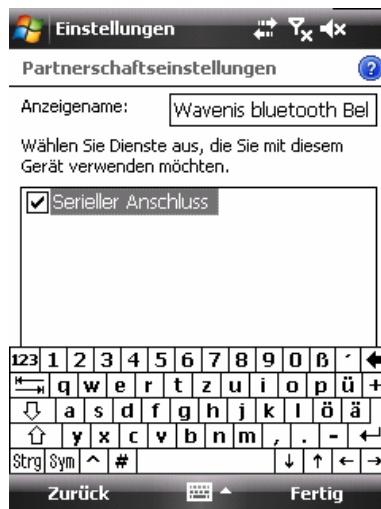 Einstellungen
Partnerschaftseinstellungen
Anzeigename: Wavenis bluetooth Bel
Wählen Sie Dienste aus, die Sie mit diesem
Gerät verwenden möchten.
Serieller Anschluss
123 1 2 3 4 5 6 7 8 9 0 ß ´
q w e r t z u i o p ü +
a s d f g h j k l ö ä
y x c v b n m , . -
Strg Sym ^ # ↓ ↑ ← →
Zurück Fertig